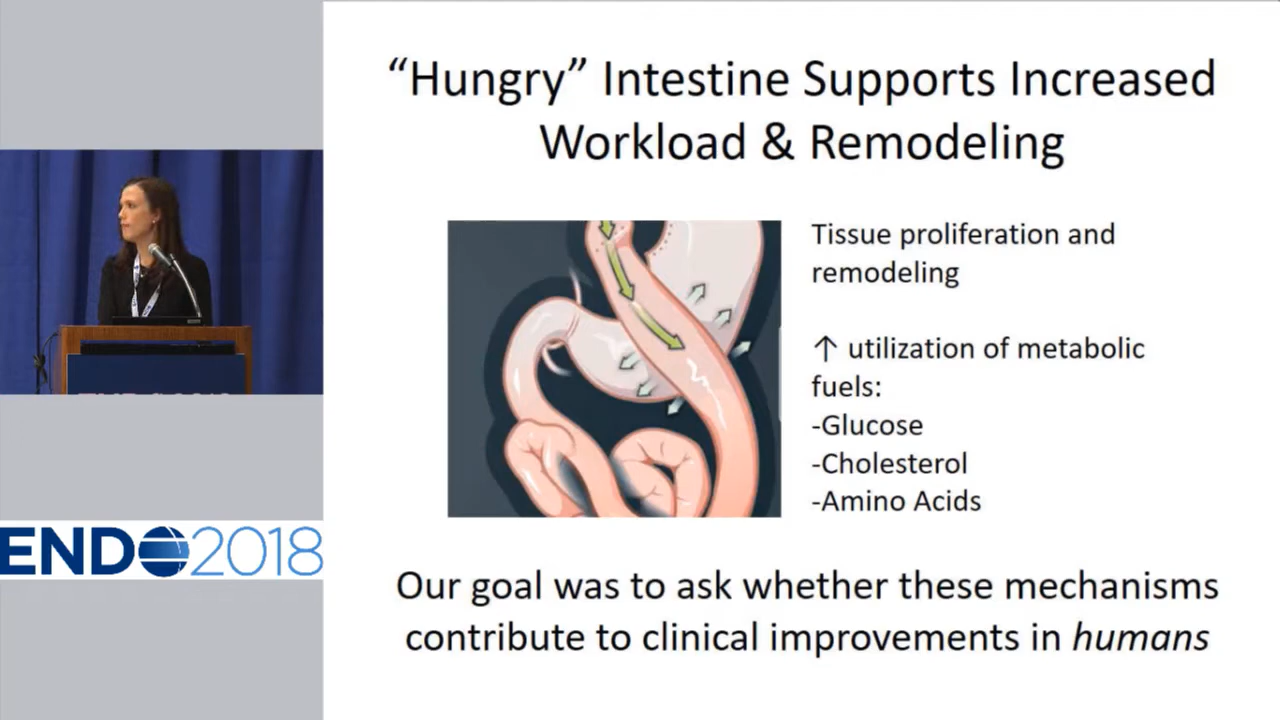 “Hungry” Intestine Supports Increased
Workload & Remodeling
Tissue proliferation and
remodeling
↑ utilization of metabolic
fuels:
-Glucose
-Cholesterol
-Amino Acids
Our goal was to ask whether these mechanisms
contribute to clinical improvements in humans
ENDO2018